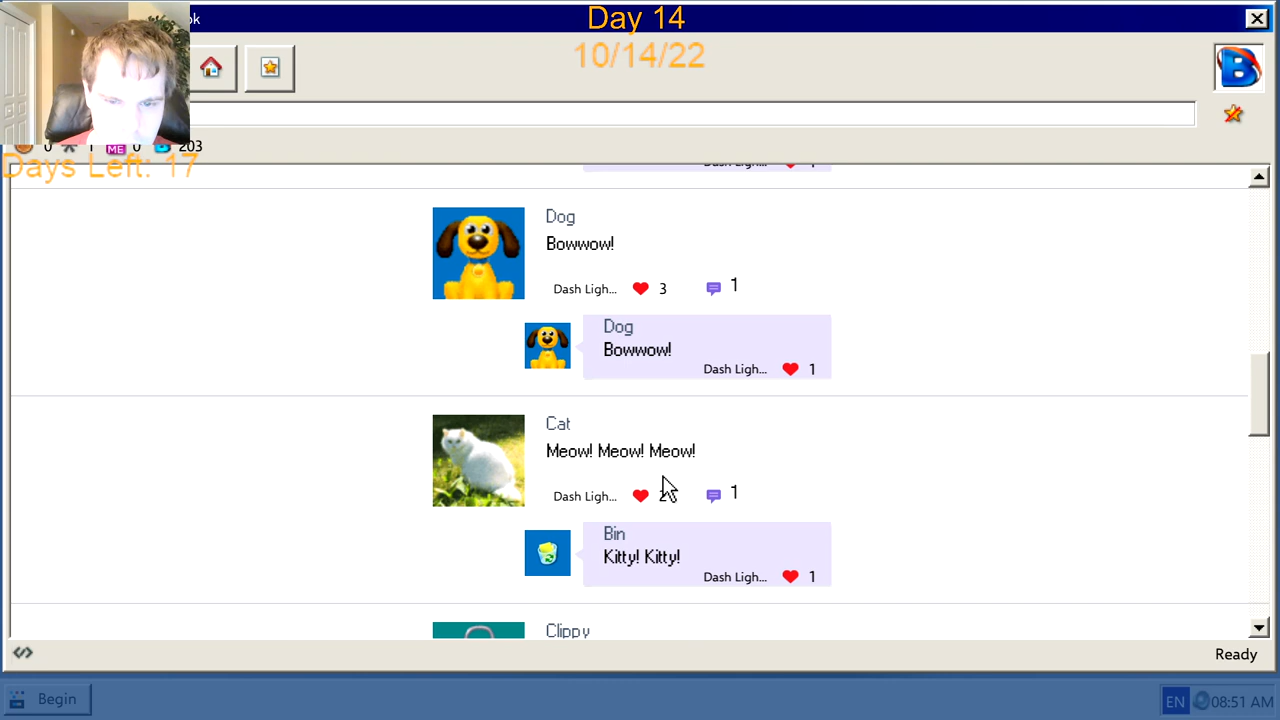 ok
Day 14
10/14/22
0 1 ME 0 203
Days Left: 17
Dog
Bowwow!
Dash Ligh... 3 1
Dog
Bowwow!
Dash Ligh... 1
Cat
Meow! Meow! Meow!
Dash Ligh... 1
Bin
Kitty! Kitty!
Dash Ligh... 1
Clippy
Ready
Begin
EN 08:51 AM